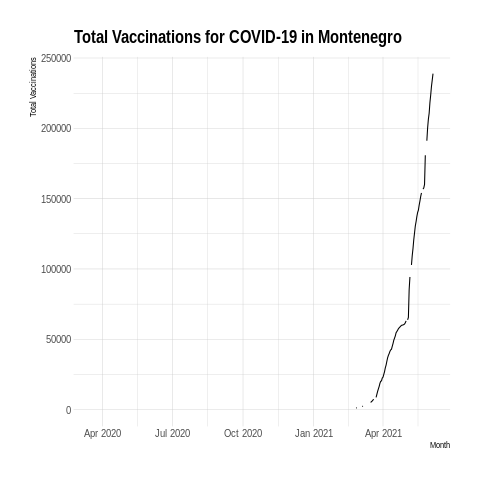 Total Vaccinations for COVID-19 in Montenegro
Total Vaccinations
250000
200000
150000
100000
50000
0
Apr 2020 Jul 2020 Oct 2020 Jan 2021 Apr 2021
Month